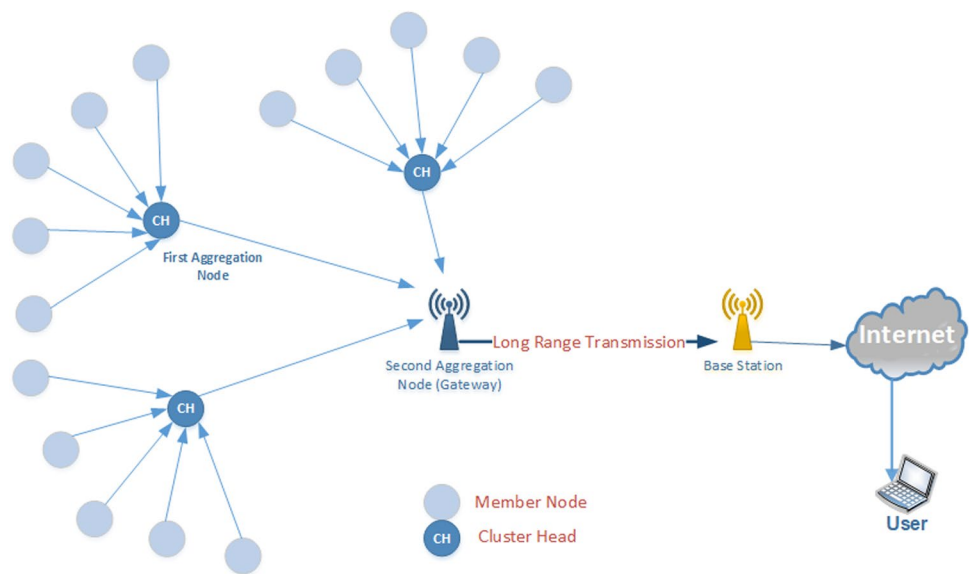 CH
CH
First Aggregation
Node
Second Aggregation
Node (Gateway)
Long Range Transmission
Base Station
Internet
CH
User
Member Node
CH
Cluster Head